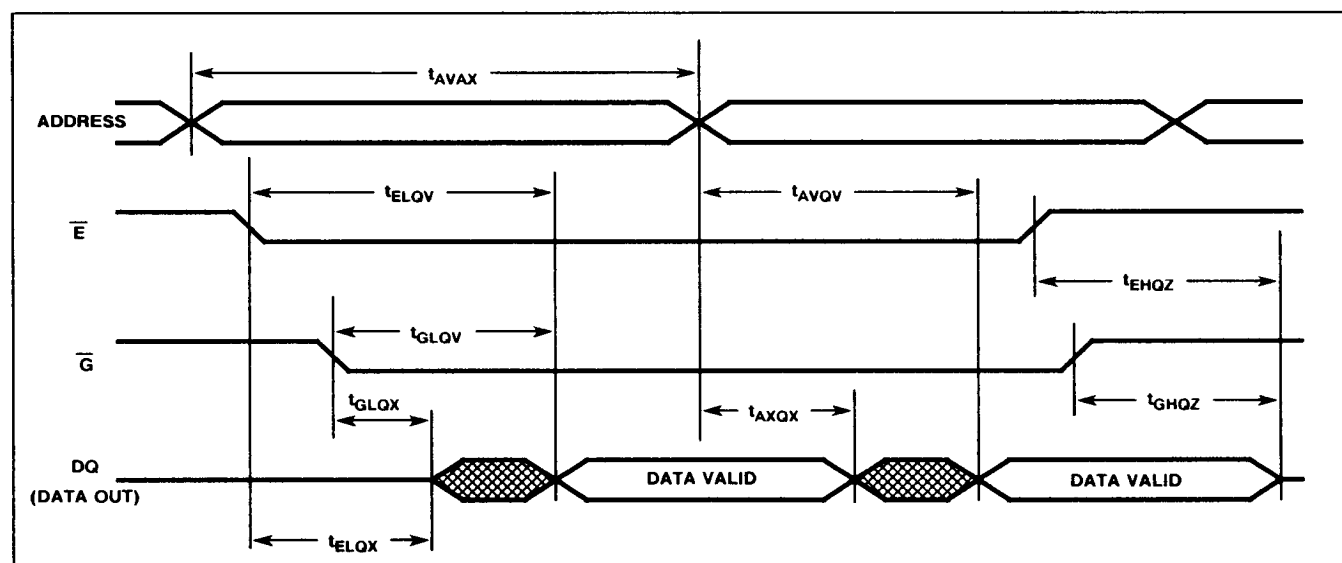 tAVAX
ADDRESS
tELQV
tAVQV
E̅
tEHQZ
tGLQV
G̅
tGLQX
tAXQX
tGHQZ
DQ
(DATA OUT)
DATA VALID
DATA VALID
tELQX